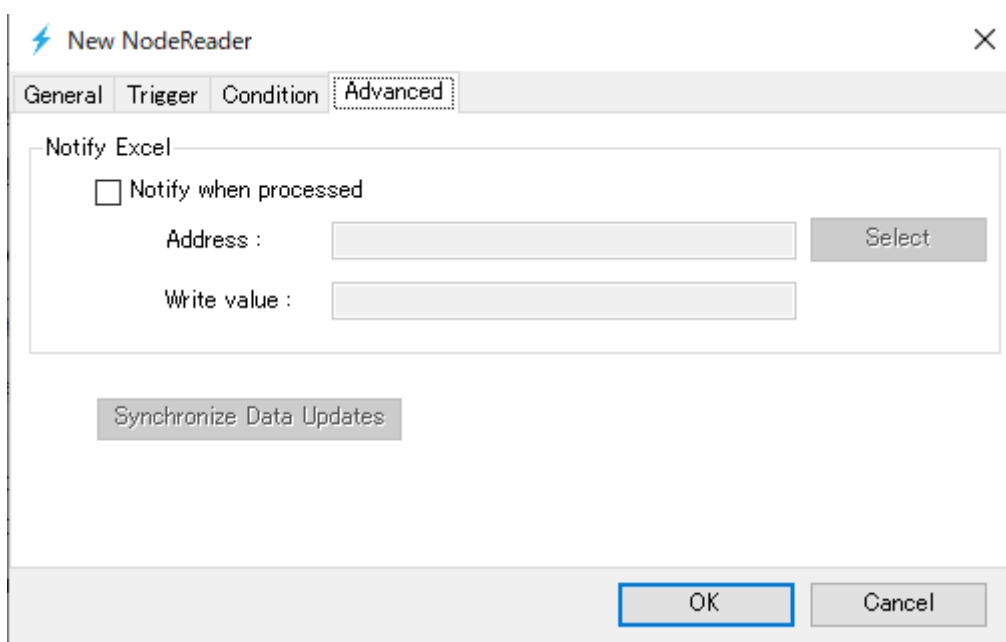 New NodeReader
General Trigger Condition Advanced
Notify Excel
Notify when processed
Address : Select
Write value :
Synchronize Data Updates
OK Cancel